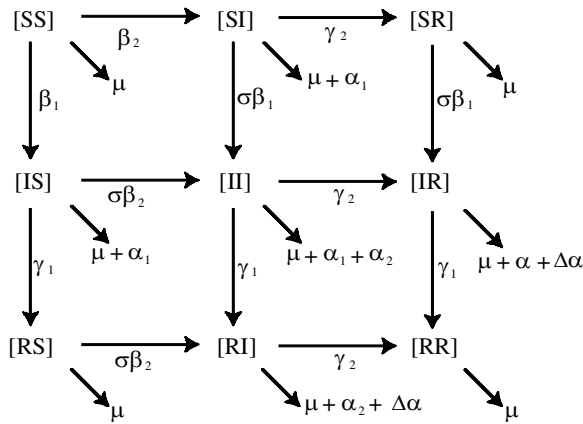 [SS] β₂ [SI] γ₂ [SR]
β₁ μ σβ₁ μ + α₁ σβ₁ μ
[IS] σβ₂ [II] γ₂ [IR]
γ₁ μ + α₁ γ₁ μ + α₁ + α₂ γ₁ μ + α + Δα
[RS] σβ₂ [RI] γ₂ [RR]
μ μ + α₂ + Δα μ